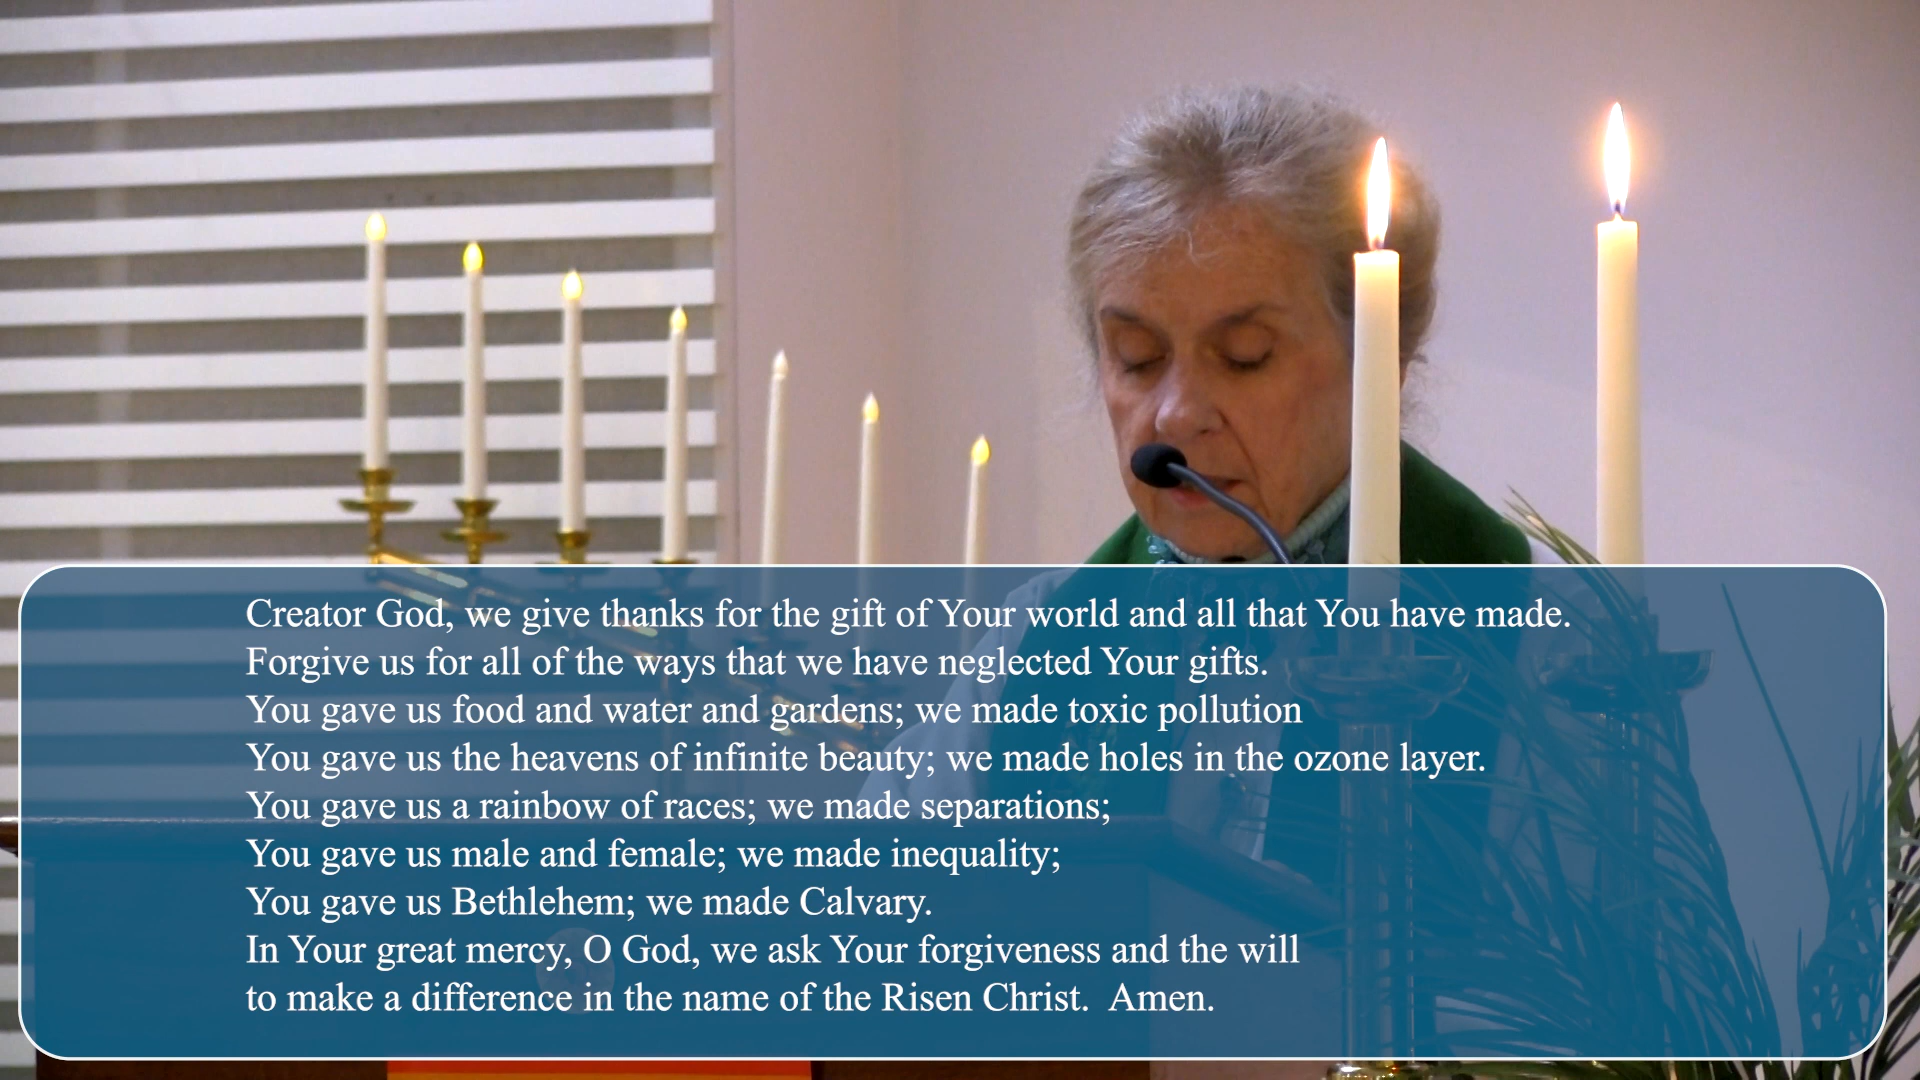 Creator God, we give thanks for the gift of Your world and all that You have made.
Forgive us for all of the ways that we have neglected Your gifts.
You gave us food and water and gardens; we made toxic pollution
You gave us the heavens of infinite beauty; we made holes in the ozone layer.
You gave us a rainbow of races; we made separations;
You gave us male and female; we made inequality;
You gave us Bethlehem; we made Calvary.
In Your great mercy, O God, we ask Your forgiveness and the will
to make a difference in the name of the Risen Christ.  Amen.